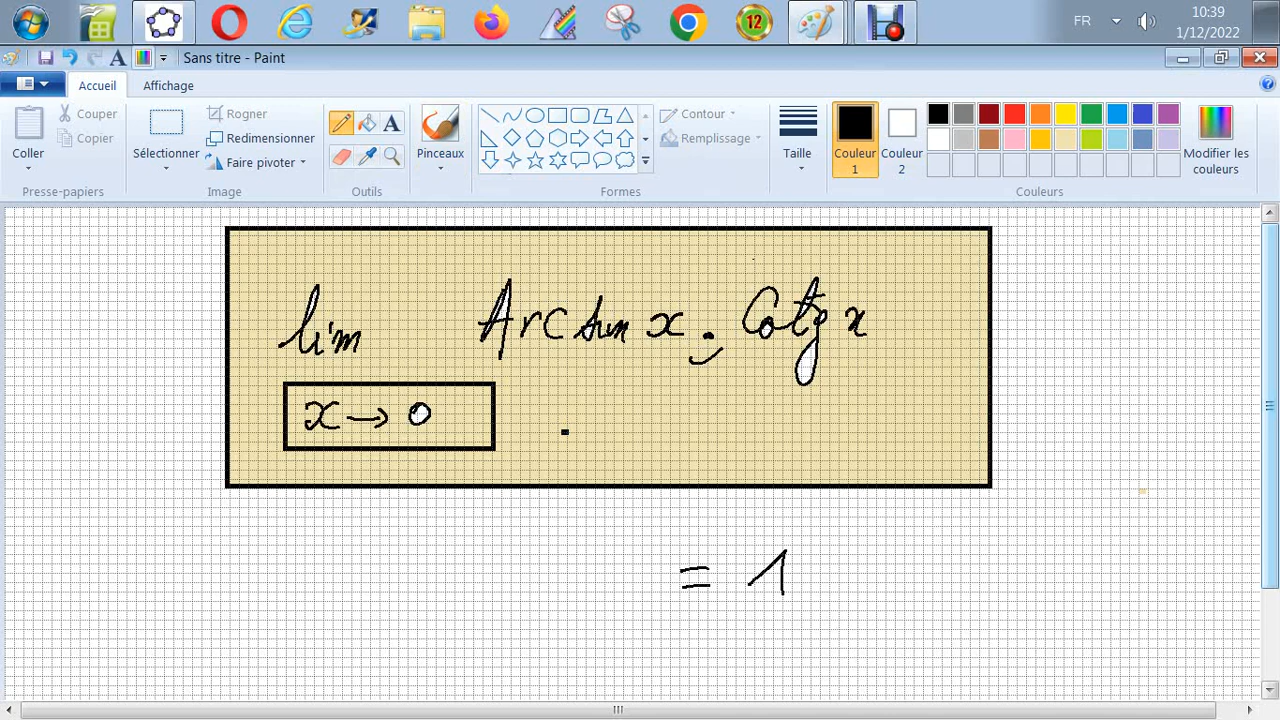 12
FR
10:39
1/12/2022
Sans titre - Paint
Accueil
Affichage
Coller
Couper
Copier
Presse-papiers
Sélectionner
Rogner
Redimensionner
Faire pivoter
Image
Outils
Pinceaux
Formes
Contour
Remplissage
Taille
Couleur 1
Couleur 2
Modifier les couleurs
Couleurs
lim Arcsin x . Cotg x
x → 0
= 1